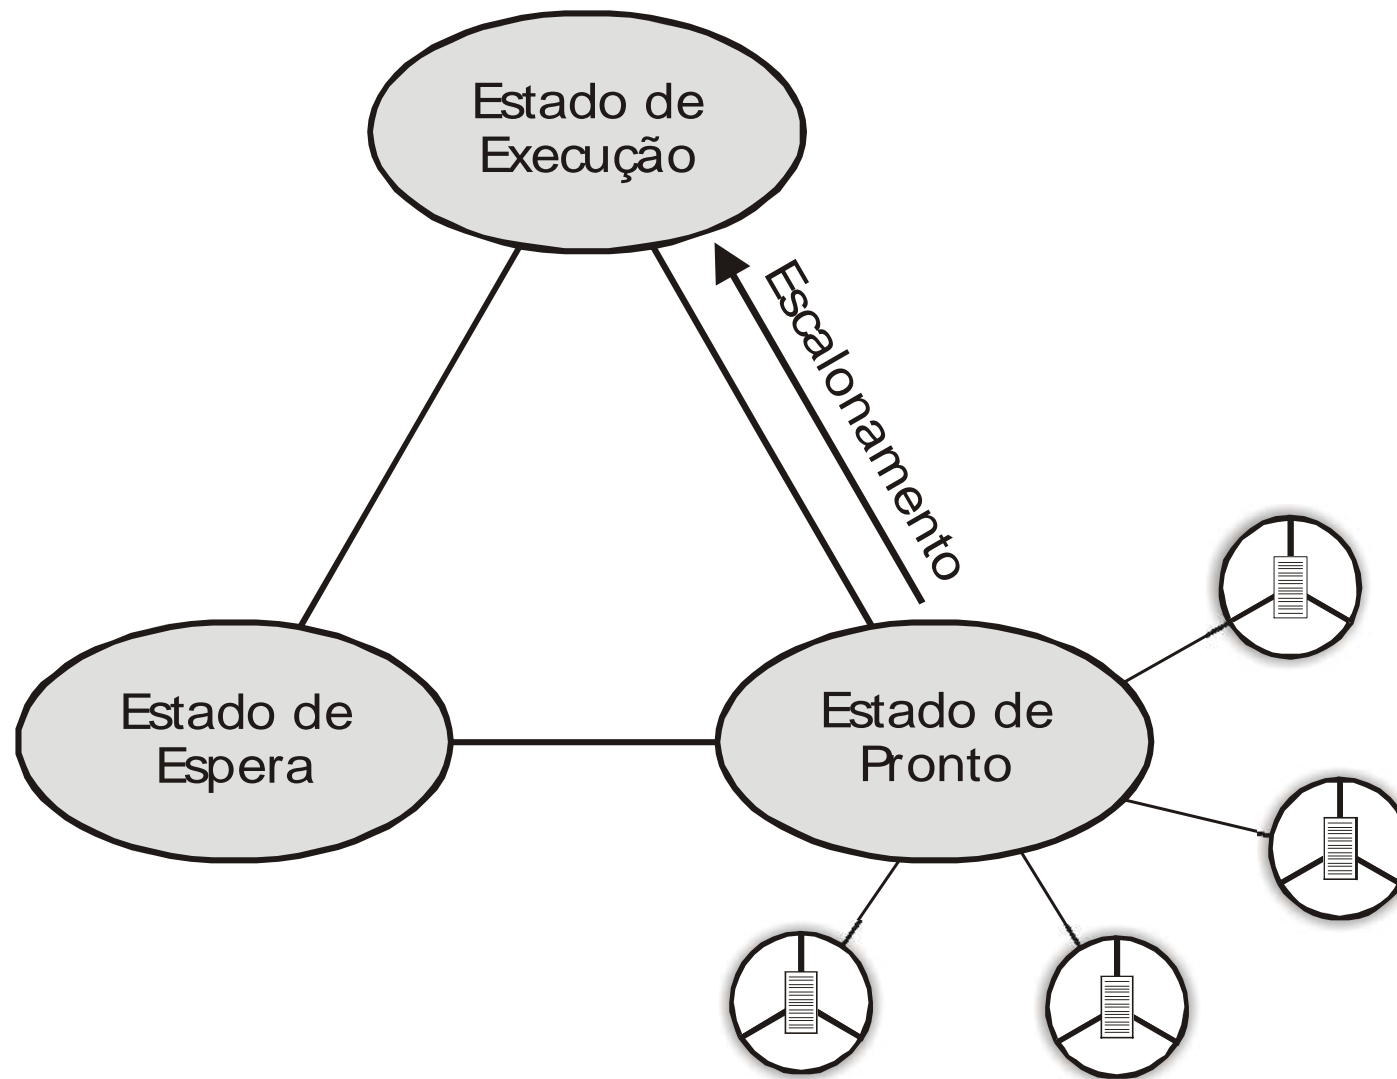 Estado de
Execução
Escalonamento
Estado de
Espera
Estado de
Pronto